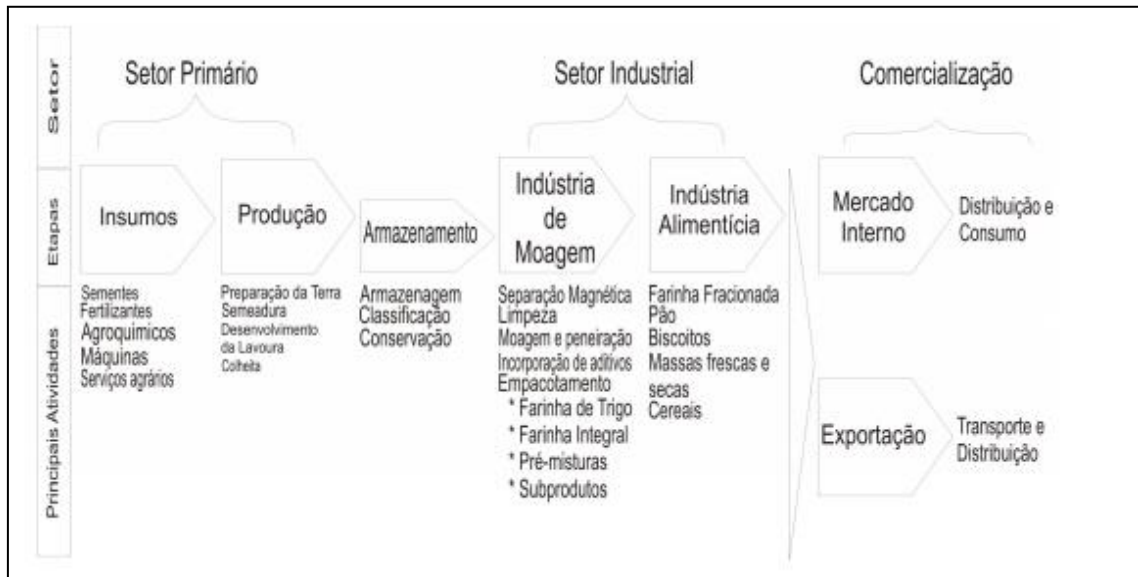 Setor
Setor Primário
Setor Industrial
Comercialização
Etapas
Insumos
Produção
Armazenamento
Indústria
de
Moagem
Indústria
Alimentícia
Mercado
Interno
Distribuição e
Consumo
Principais Atividades
Sementes
Fertilizantes
Agroquímicos
Máquinas
Serviços agrários
Preparação da Terra
Semeadura
Desenvolvimento
da Lavoura
Colheita
Armazenagem
Classificação
Conservação
Separação Magnética
Limpeza
Moagem e peneiração
Incorporação de aditivos
Empacotamento
* Farinha de Trigo
* Farinha Integral
* Pré-misturas
* Subprodutos
Farinha Fracionada
Pão
Biscoitos
Massas frescas e
secas
Cereais
Exportação
Transporte e
Distribuição